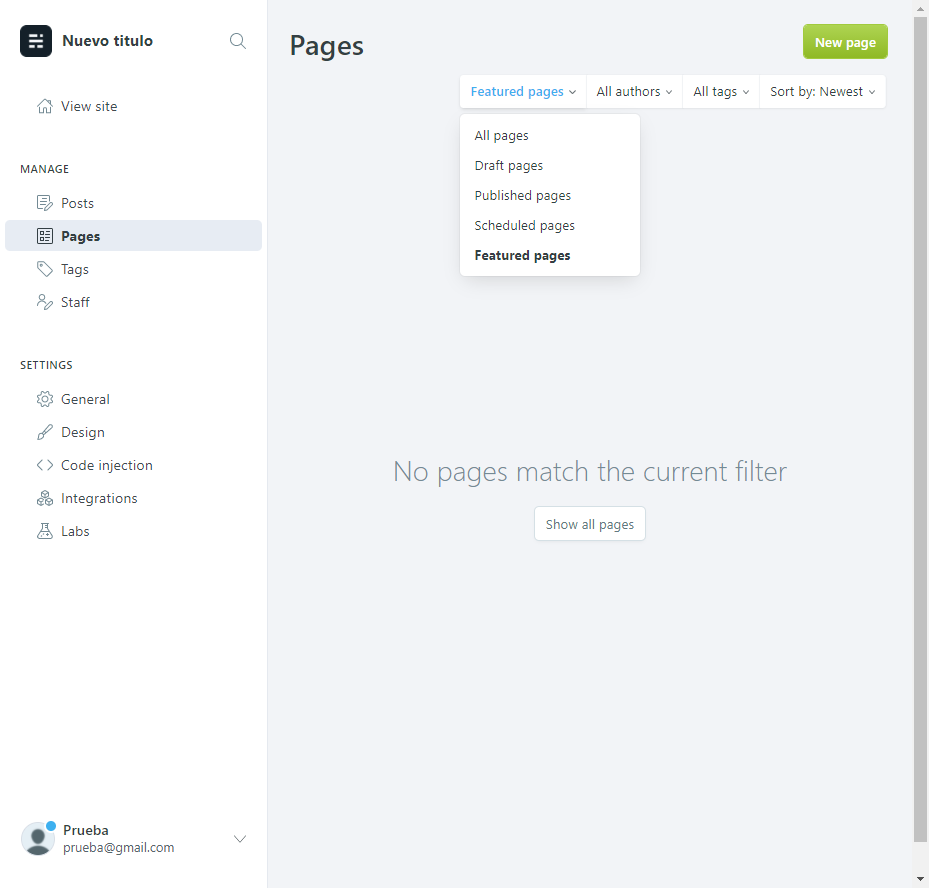 Nuevo titulo
View site
MANAGE
Posts
Pages
Tags
Staff
SETTINGS
General
Design
Code injection
Integrations
Labs
Prueba
prueba@gmail.com
Pages
New page
Featured pages
All authors
All tags
Sort by: Newest
All pages
Draft pages
Published pages
Scheduled pages
Featured pages
No pages match the current filter
Show all pages